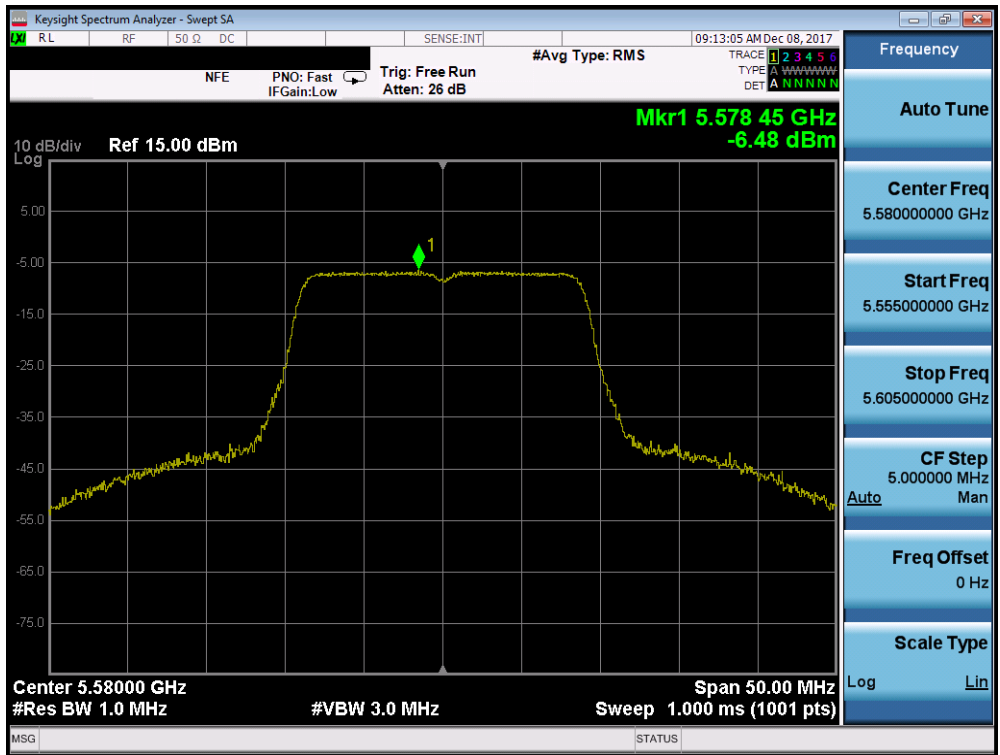 Keysight Spectrum Analyzer - Swept SA
LXI RL RF 50 Ω DC SENSE:INT 09:13:05 AM Dec 08, 2017
#Avg Type: RMS TRACE 1 2 3 4 5 6
NFE PNO: Fast Trig: Free Run TYPE A WWWWW
IFGain:Low Atten: 26 dB DET A N N N N N
Mkr1 5.578 45 GHz
-6.48 dBm
10 dB/div Ref 15.00 dBm
Log
5.00
1
-5.00
-15.0
-25.0
-35.0
-45.0
-55.0
-65.0
-75.0
Center 5.58000 GHz Span 50.00 MHz
#Res BW 1.0 MHz #VBW 3.0 MHz Sweep 1.000 ms (1001 pts)
MSG STATUS
Frequency
Auto Tune
Center Freq
5.580000000 GHz
Start Freq
5.555000000 GHz
Stop Freq
5.605000000 GHz
CF Step
5.000000 MHz
Auto Man
Freq Offset
0 Hz
Scale Type
Log Lin